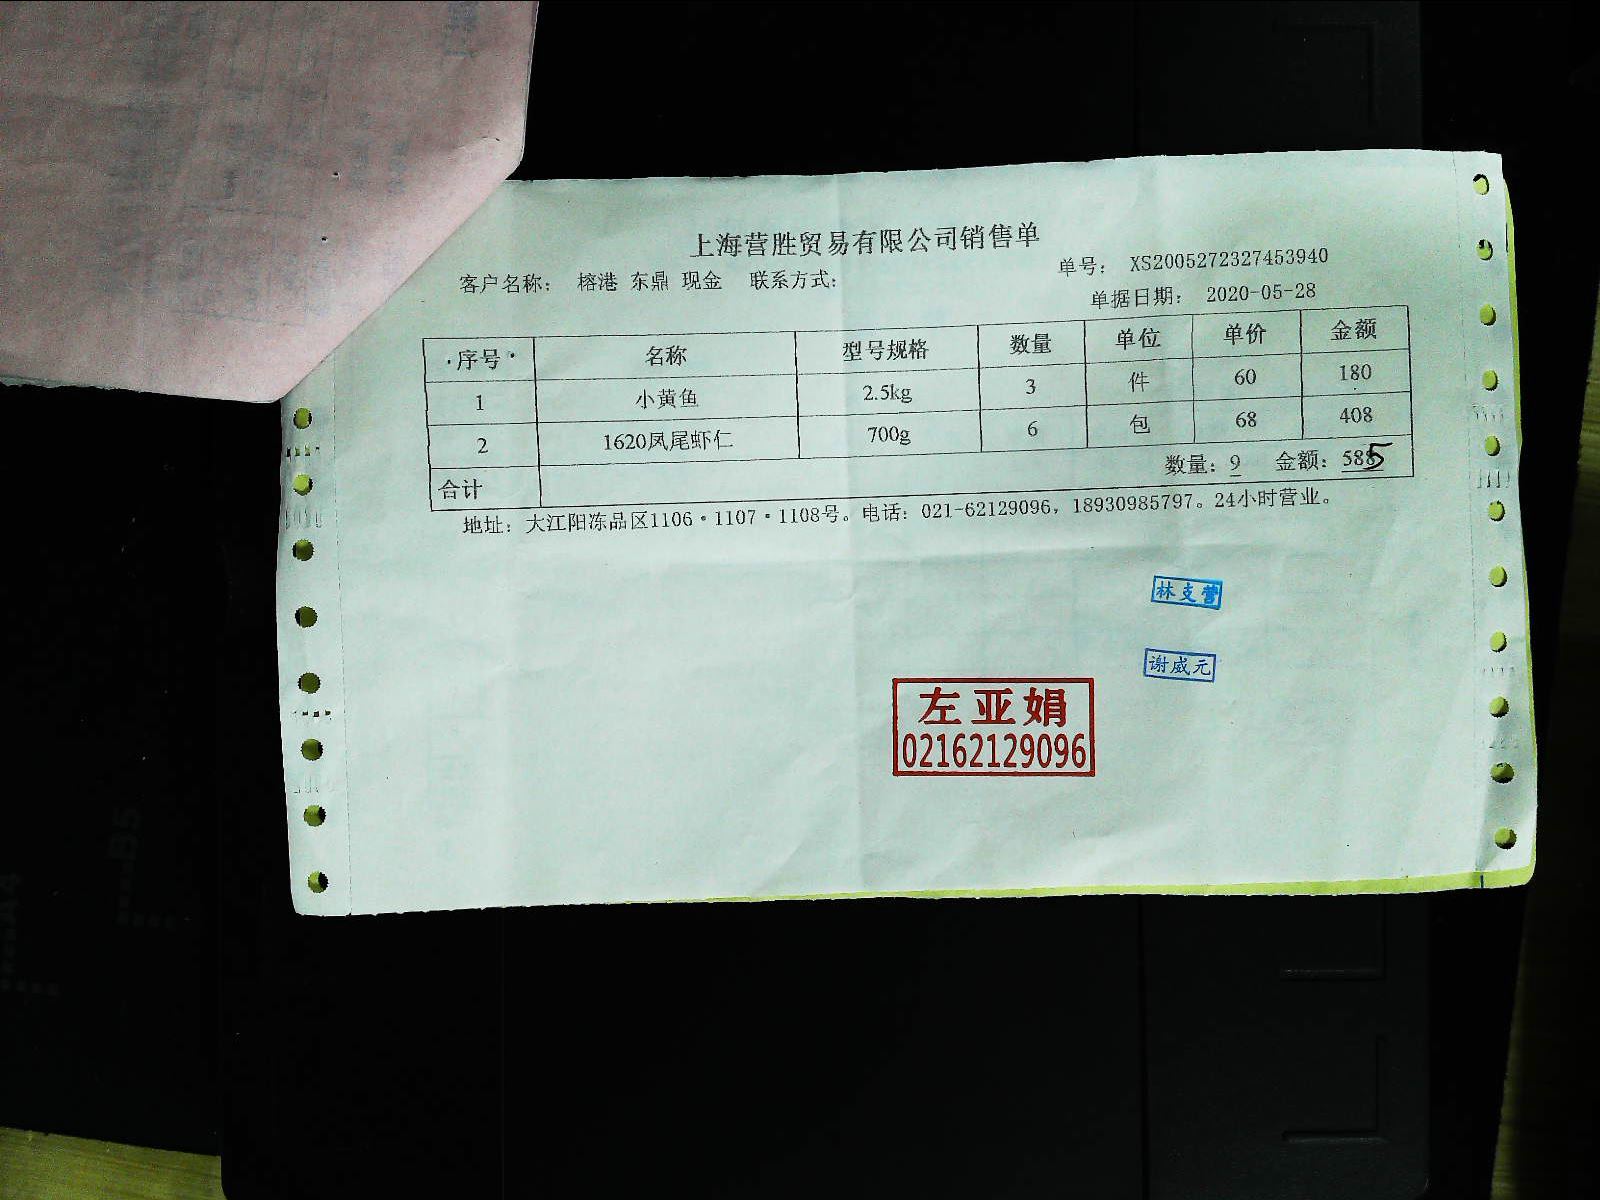 上海营胜贸易有限公司销售单
客户名称： 榕港 东鼎 现金 联系方式： 单号： XS2005272327453940
单据日期： 2020-05-28
序号 名称 型号规格 数量 单位 单价 金额
1 小黄鱼 2.5kg 3 件 60 180
2 1620凤尾虾仁 700g 6 包 68 408
合计 数量：9 金额：585
地址：大江阳冻品区1106·1107·1108号。电话：021-62129096，18930985797。24小时营业。
林支营
谢威元
左亚娟
02162129096
B5
A4